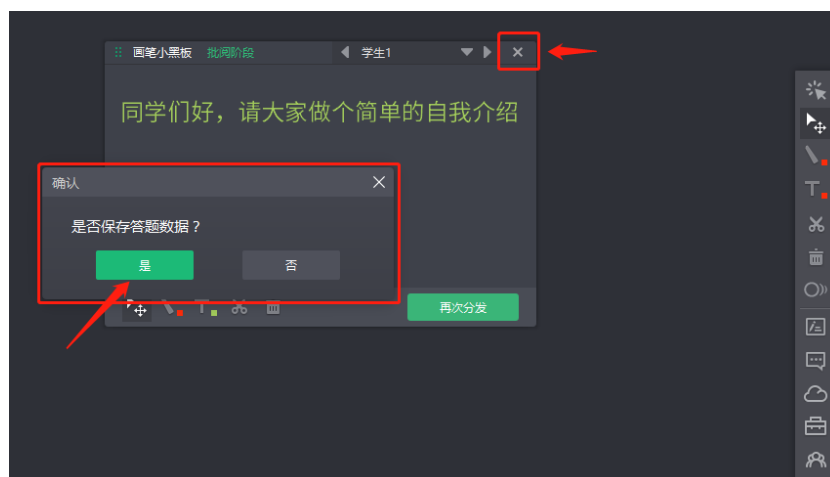 画笔小黑板 批阅阶段 学生1
同学们好，请大家做个简单的自我介绍
确认
是否保存答题数据？
是 否
再次分发